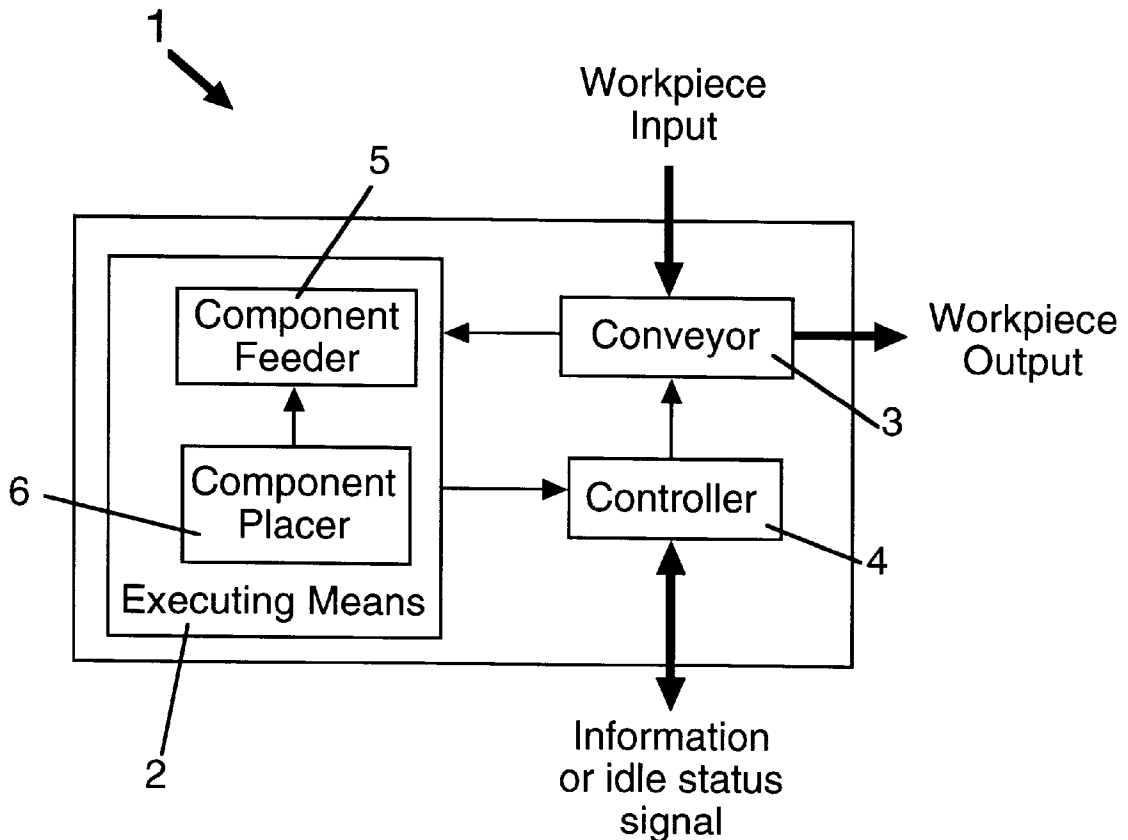 1
Workpiece
Input
5
Component
Feeder
Conveyor
Workpiece
Output
3
6
Component
Placer
Controller
4
Executing Means
2
Information
or idle status
signal